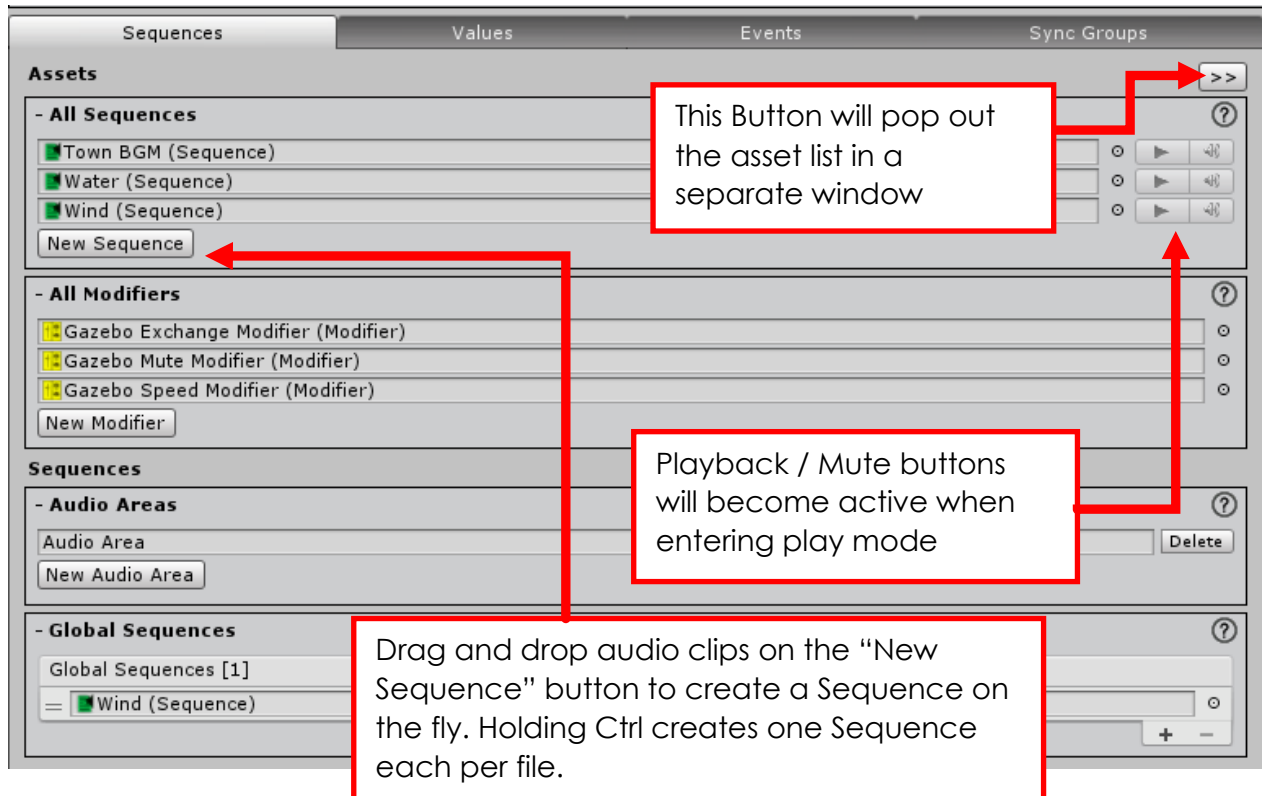 Sequences Values Events Sync Groups
Assets
>>
- All Sequences
?
Town BGM (Sequence)
Water (Sequence)
Wind (Sequence)
New Sequence
This Button will pop out
the asset list in a
separate window
- All Modifiers
?
Gazebo Exchange Modifier (Modifier)
Gazebo Mute Modifier (Modifier)
Gazebo Speed Modifier (Modifier)
New Modifier
Playback / Mute buttons
will become active when
entering play mode
Sequences
- Audio Areas
?
Audio Area
Delete
New Audio Area
- Global Sequences
?
Global Sequences [1]
= Wind (Sequence)
+ −
Drag and drop audio clips on the “New
Sequence” button to create a Sequence on
the fly. Holding Ctrl creates one Sequence
each per file.